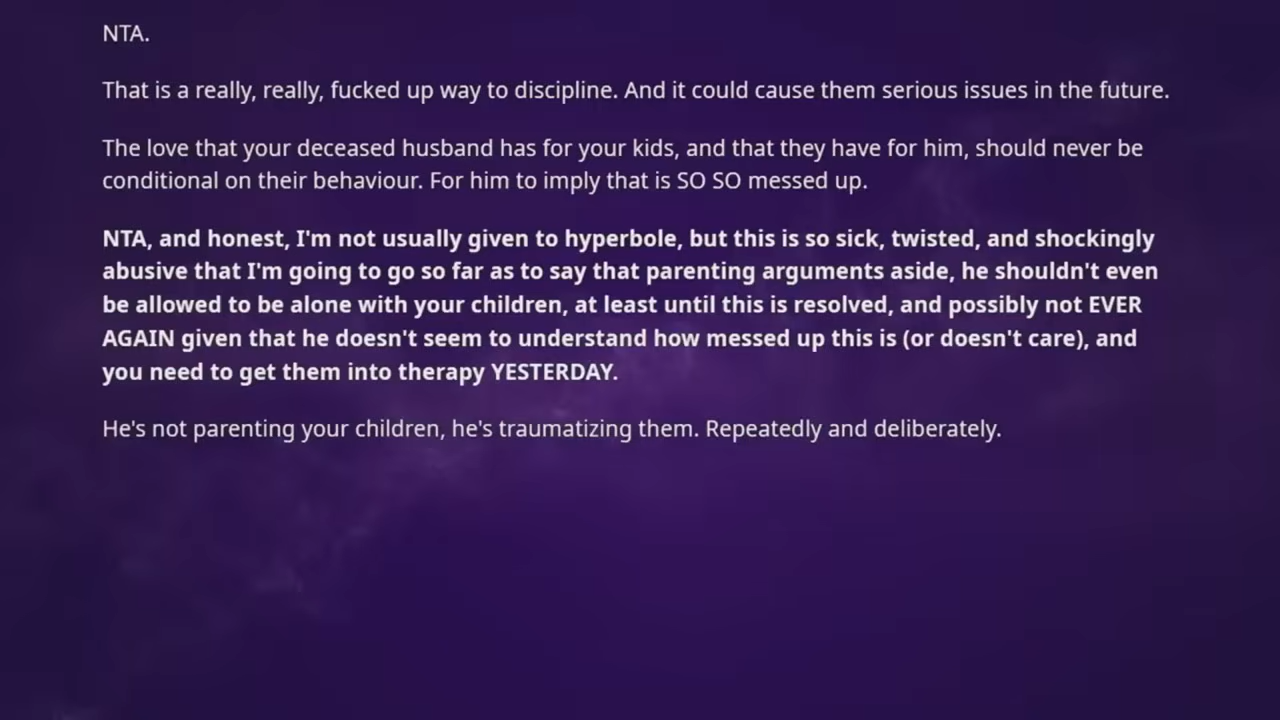 NTA.
That is a really, really, fucked up way to discipline. And it could cause them serious issues in the future.
The love that your deceased husband has for your kids, and that they have for him, should never be
conditional on their behaviour. For him to imply that is SO SO messed up.
NTA, and honest, I'm not usually given to hyperbole, but this is so sick, twisted, and shockingly
abusive that I'm going to go so far as to say that parenting arguments aside, he shouldn't even
be allowed to be alone with your children, at least until this is resolved, and possibly not EVER
AGAIN given that he doesn't seem to understand how messed up this is (or doesn't care), and
you need to get them into therapy YESTERDAY.
He's not parenting your children, he's traumatizing them. Repeatedly and deliberately.